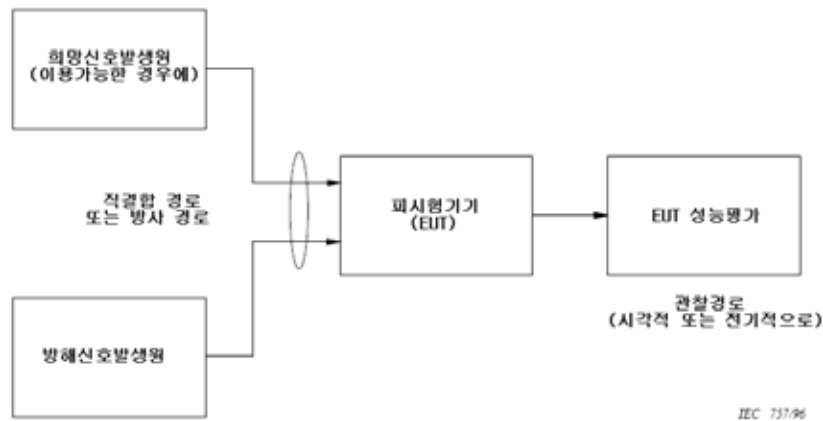 희망신호발생원
(이용가능한 경우에)
직결합 경로
또는 방사 경로
피시험기기
(EUT)
EUT 성능평가
관찰경로
(시각적 또는 전기적으로)
방해신호발생원
IEC 757/96